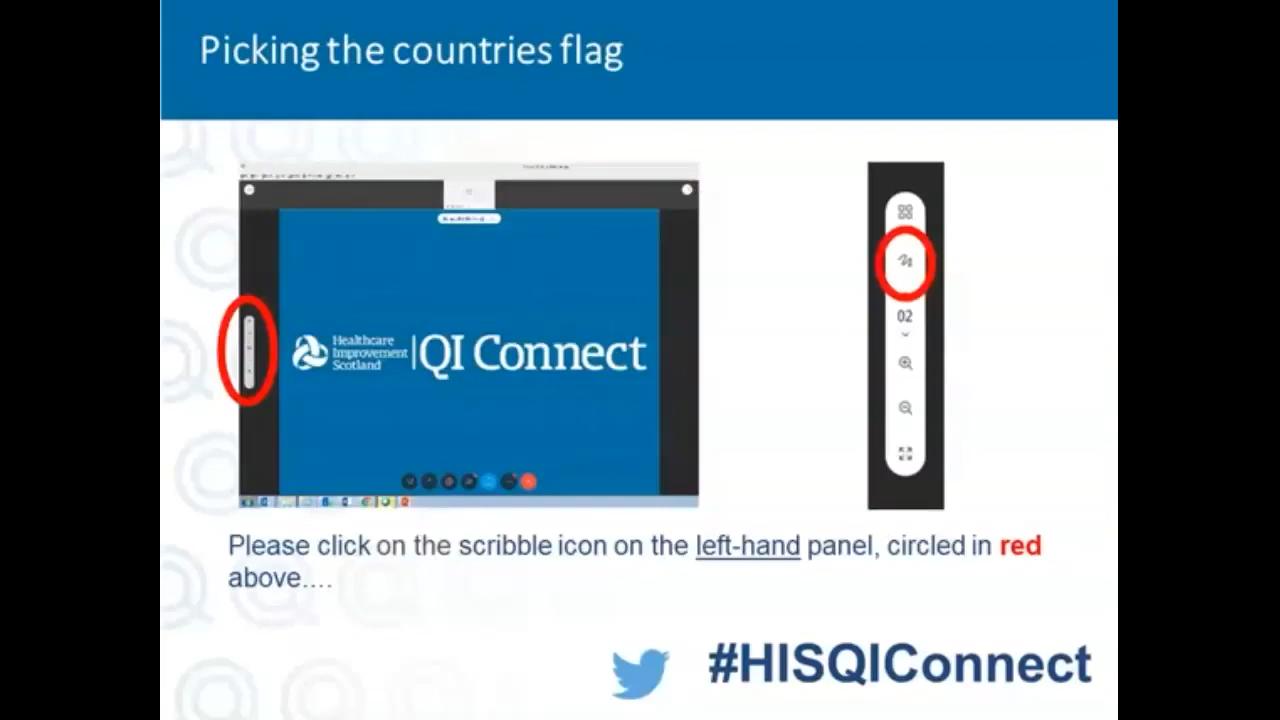 Picking the countries flag
Healthcare
Improvement
Scotland
QI Connect
02
Please click on the scribble icon on the left-hand panel, circled in red
above....
#HISQIConnect